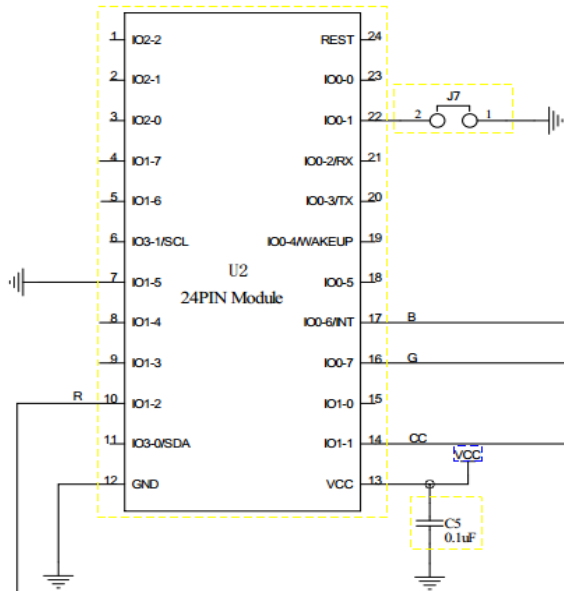 1 IO2-2 REST 24
2 IO2-1 IO0-0 23
J7
3 IO2-0 IO0-1 22 2 1
4 IO1-7 IO0-2/RX 21
5 IO1-6 IO0-3/TX 20
6 IO3-1/SCL IO0-4/WAKEUP 19
U2
7 IO1-5 IO0-5 18
24PIN Module
8 IO1-4 IO0-6/INT 17 B
9 IO1-3 IO0-7 16 G
R 10 IO1-2 IO1-0 15
11 IO3-0/SDA IO1-1 14 CC
VCC
12 GND VCC 13
C5
0.1uF